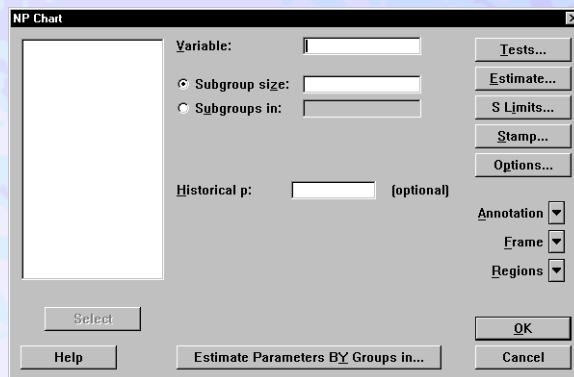 NP Chart
Variable:
Subgroup size:
Subgroups in:
Historical p:
(optional)
Tests...
Estimate...
S Limits...
Stamp...
Options...
Annotation
Frame
Regions
Select
OK
Help
Estimate Parameters BY Groups in...
Cancel